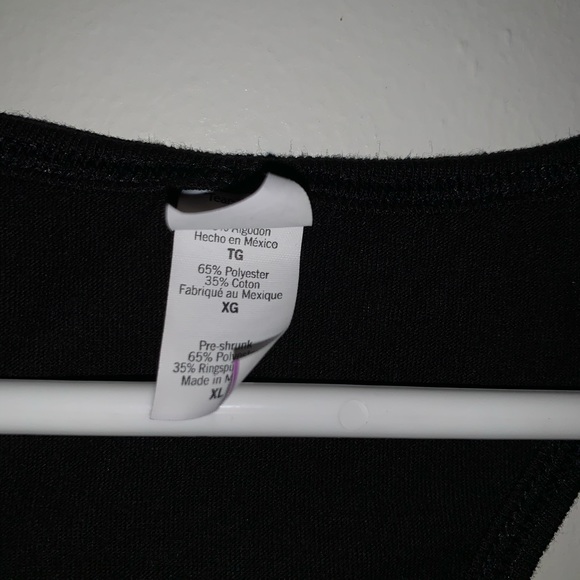 Algodón
Hecho en México
TG
65% Polyester
35% Coton
Fabriqué au Mexique
XG
Pre-shrunk
65%
35%
Made in
XL